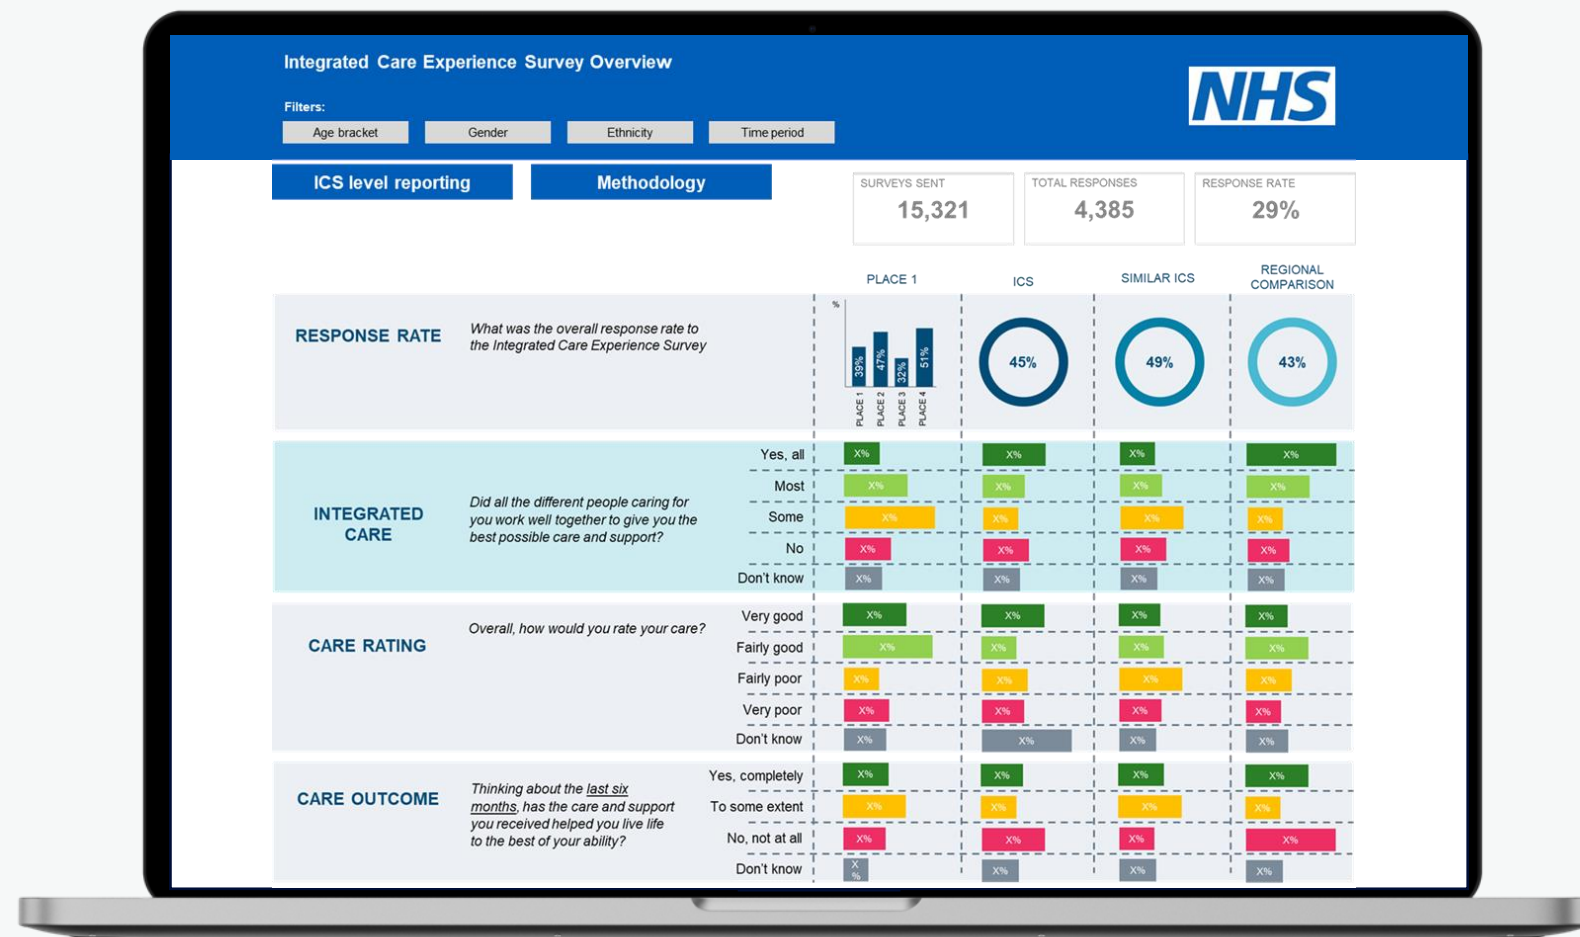 Integrated Care Experience Survey Overview
NHS
Filters:
Age bracket
Gender
Ethnicity
Time period
ICS level reporting
Methodology
SURVEYS SENT
15,321
TOTAL RESPONSES
4,385
RESPONSE RATE
29%
PLACE 1
ICS
SIMILAR ICS
REGIONAL
COMPARISON
RESPONSE RATE
What was the overall response rate to
the Integrated Care Experience Survey
%
39%
47%
32%
51%
PLACE 1
PLACE 2
PLACE 3
PLACE 4
45%
49%
43%
INTEGRATED
CARE
Did all the different people caring for
you work well together to give you the
best possible care and support?
Yes, all X% X% X% X%
Most X% X% X% X%
Some X% X% X% X%
No X% X% X% X%
Don't know X% X% X% X%
CARE RATING
Overall, how would you rate your care?
Very good X% X% X% X%
Fairly good X% X% X% X%
Fairly poor X% X% X% X%
Very poor X% X% X% X%
Don't know X% X% X% X%
CARE OUTCOME
Thinking about the last six
months, has the care and support
you received helped you live life
to the best of your ability?
Yes, completely X% X% X% X%
To some extent X% X% X% X%
No, not at all X% X% X% X%
Don't know X% X% X% X%